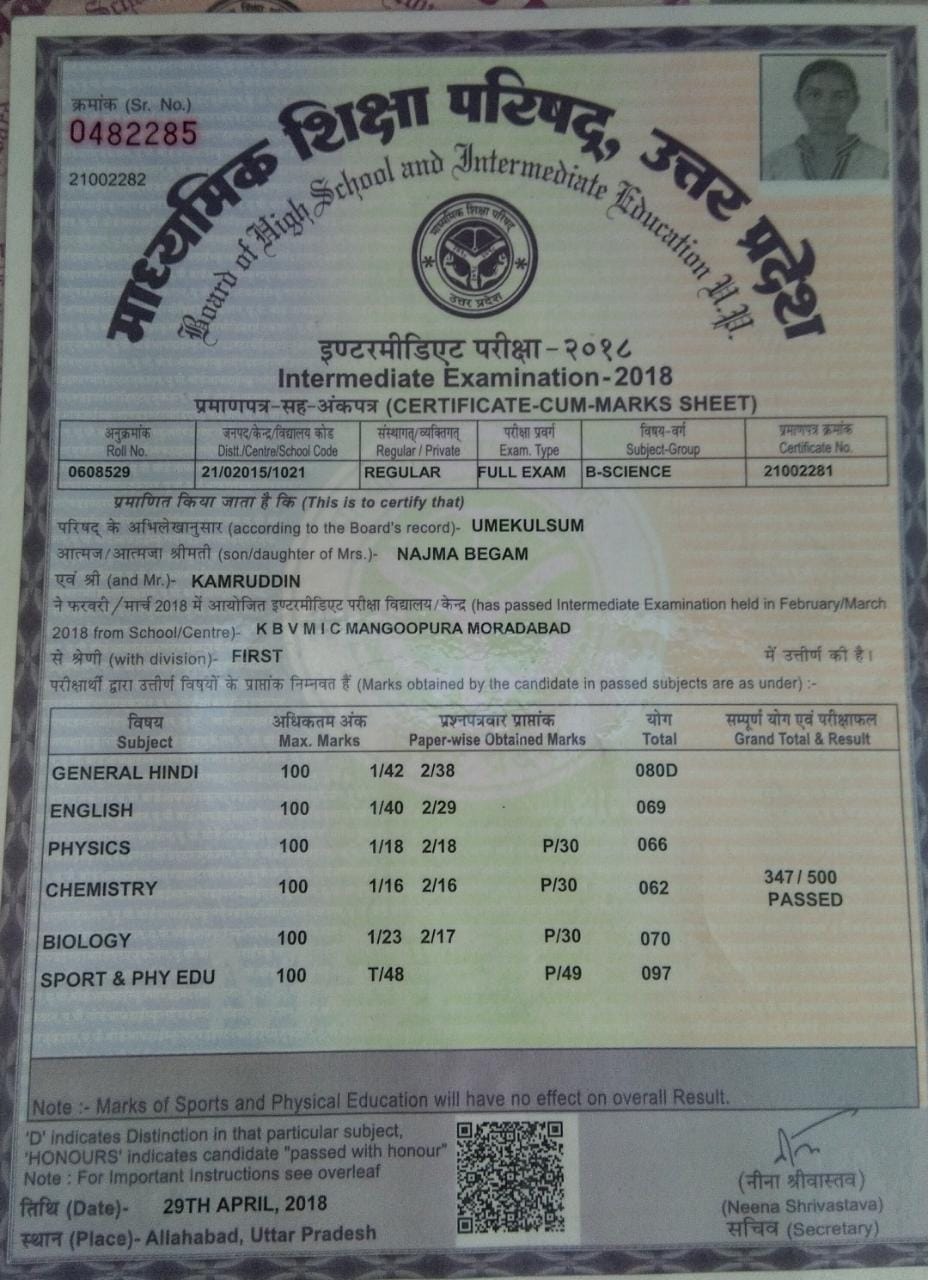 क्रमांक (Sr. No.)
0482285
21002282
माध्यमिक शिक्षा परिषद्, उत्तर प्रदेश
Board of High School and Intermediate Education U.P.
माध्यमिक शिक्षा परिषद्
उत्तर प्रदेश
इण्टरमीडिएट परीक्षा-२०१८
Intermediate Examination-2018
प्रमाणपत्र-सह-अंकपत्र (CERTIFICATE-CUM-MARKS SHEET)
अनुक्रमांक जनपद/केन्द्र/विद्यालय कोड संस्थागत/व्यक्तिगत परीक्षा प्रवर्ग विषय-वर्ग प्रमाणपत्र क्रमांक
Roll No. Distt./Centre/School Code Regular / Private Exam. Type Subject-Group Certificate No.
0608529 21/02015/1021 REGULAR FULL EXAM B-SCIENCE 21002281
प्रमाणित किया जाता है कि (This is to certify that)
परिषद के अभिलेखानुसार (according to the Board's record)- UMEKULSUM
आत्मज/आत्मजा श्रीमती (son/daughter of Mrs.)- NAJMA BEGAM
एवं श्री (and Mr.)- KAMRUDDIN
ने फरवरी/मार्च 2018 में आयोजित इण्टरमीडिएट परीक्षा विद्यालय/केन्द्र (has passed Intermediate Examination held in February/March
2018 from School/Centre)- K B V M I C MANGOOPURA MORADABAD
से श्रेणी (with division)- FIRST में उत्तीर्ण की है।
परीक्षार्थी द्वारा उत्तीर्ण विषयों के प्राप्तांक निम्नवत हैं (Marks obtained by the candidate in passed subjects are as under) :-
विषय अधिकतम अंक प्रश्नपत्रवार प्राप्तांक योग सम्पूर्ण योग एवं परीक्षाफल
Subject Max. Marks Paper-wise Obtained Marks Total Grand Total & Result
GENERAL HINDI 100 1/42 2/38 080D
ENGLISH 100 1/40 2/29 069
PHYSICS 100 1/18 2/18 P/30 066
CHEMISTRY 100 1/16 2/16 P/30 062 347/ 500
PASSED
BIOLOGY 100 1/23 2/17 P/30 070
SPORT & PHY EDU 100 T/48 P/49 097
Note :- Marks of Sports and Physical Education will have no effect on overall Result.
'D' indicates Distinction in that particular subject,
'HONOURS' indicates candidate "passed with honour"
Note : For Important Instructions see overleaf
तिथि (Date)- 29TH APRIL, 2018
स्थान (Place)- Allahabad, Uttar Pradesh
(नीना श्रीवास्तव)
(Neena Shrivastava)
सचिव (Secretary)